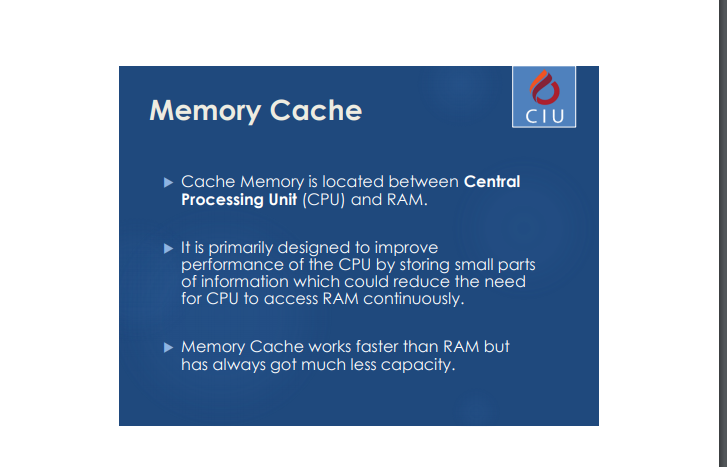 CIU
Memory Cache
Cache Memory is located between Central
Processing Unit (CPU) and RAM.
It is primarily designed to improve
performance of the CPU by storing small parts
of information which could reduce the need
for CPU to access RAM continuously.
Memory Cache works faster than RAM but
has always got much less capacity.